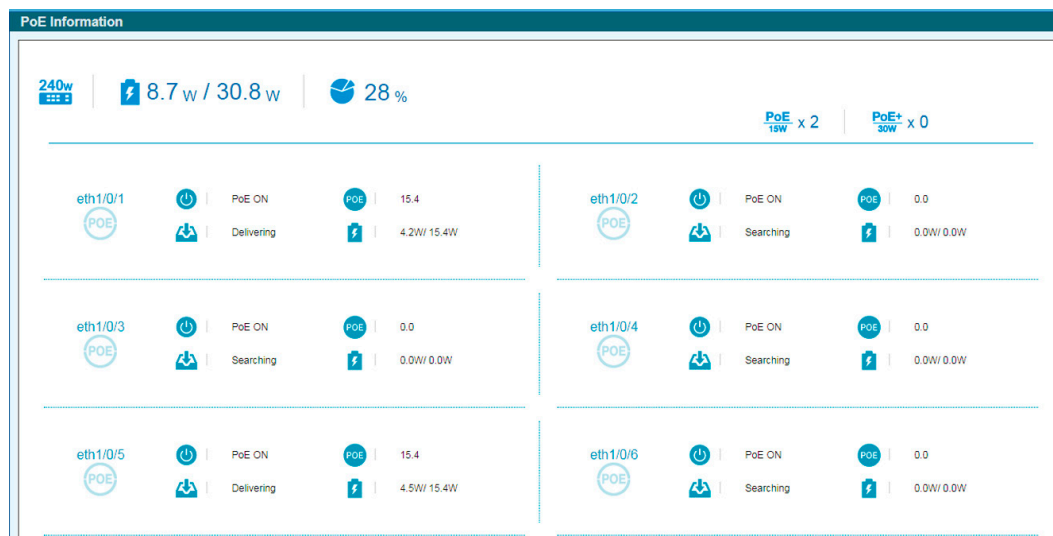 PoE Information
240w
8.7 W / 30.8 W
28 %
PoE 15W x 2
PoE+ 30W x 0
eth1/0/1 PoE ON POE 15.4
POE Delivering 4.2W/ 15.4W
eth1/0/2 PoE ON POE 0.0
POE Searching 0.0W/ 0.0W
eth1/0/3 PoE ON POE 0.0
POE Searching 0.0W/ 0.0W
eth1/0/4 PoE ON POE 0.0
POE Searching 0.0W/ 0.0W
eth1/0/5 PoE ON POE 15.4
POE Delivering 4.5W/ 15.4W
eth1/0/6 PoE ON POE 0.0
POE Searching 0.0W/ 0.0W